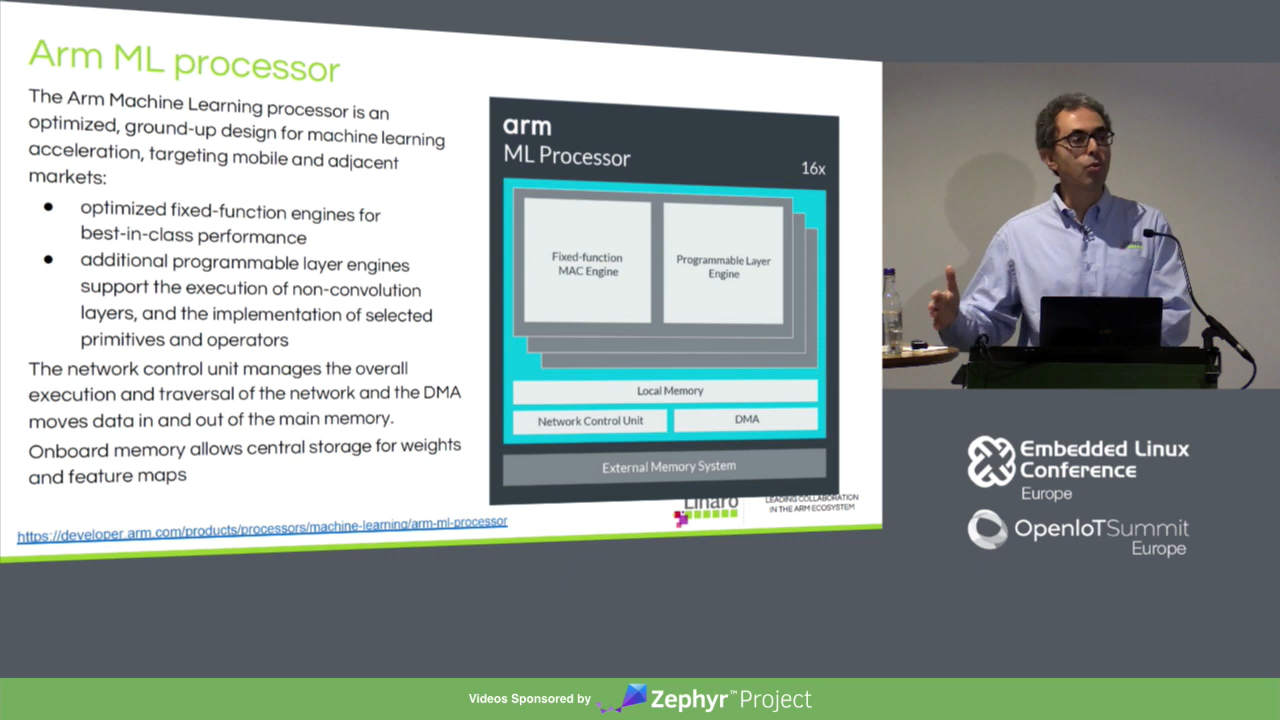 Arm ML processor
The Arm Machine Learning processor is an
optimized, ground-up design for machine learning
acceleration, targeting mobile and adjacent
markets:
● optimized fixed-function engines for
best-in-class performance
● additional programmable layer engines
support the execution of non-convolution
layers, and the implementation of selected
primitives and operators
The network control unit manages the overall
execution and traversal of the network and the DMA
moves data in and out of the main memory.
Onboard memory allows central storage for weights
and feature maps
https://developer.arm.com/products/processors/machine-learning/arm-ml-processor
arm
ML Processor
16x
Fixed-function
MAC Engine
Programmable Layer
Engine
Local Memory
Network Control Unit
DMA
External Memory System
Linaro
LEADING COLLABORATION
IN THE ARM ECOSYSTEM
Embedded Linux
Conference
Europe
OpenIoTSummit
Europe
Videos Sponsored by
Zephyr™Project